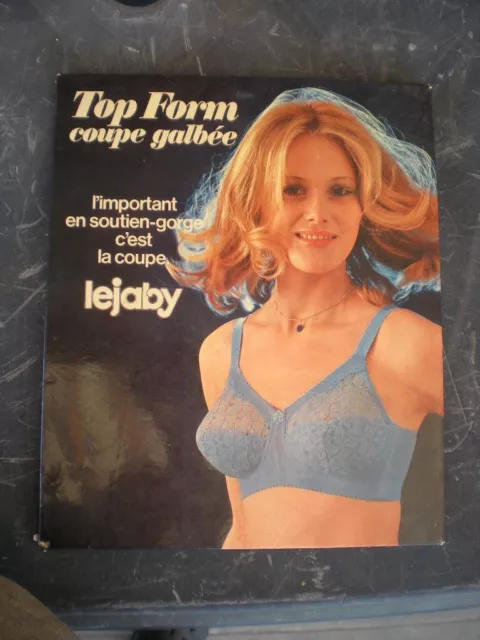 Top Form
coupe galbée
l'important
en soutien-gorge
c'est
la coupe
lejaby